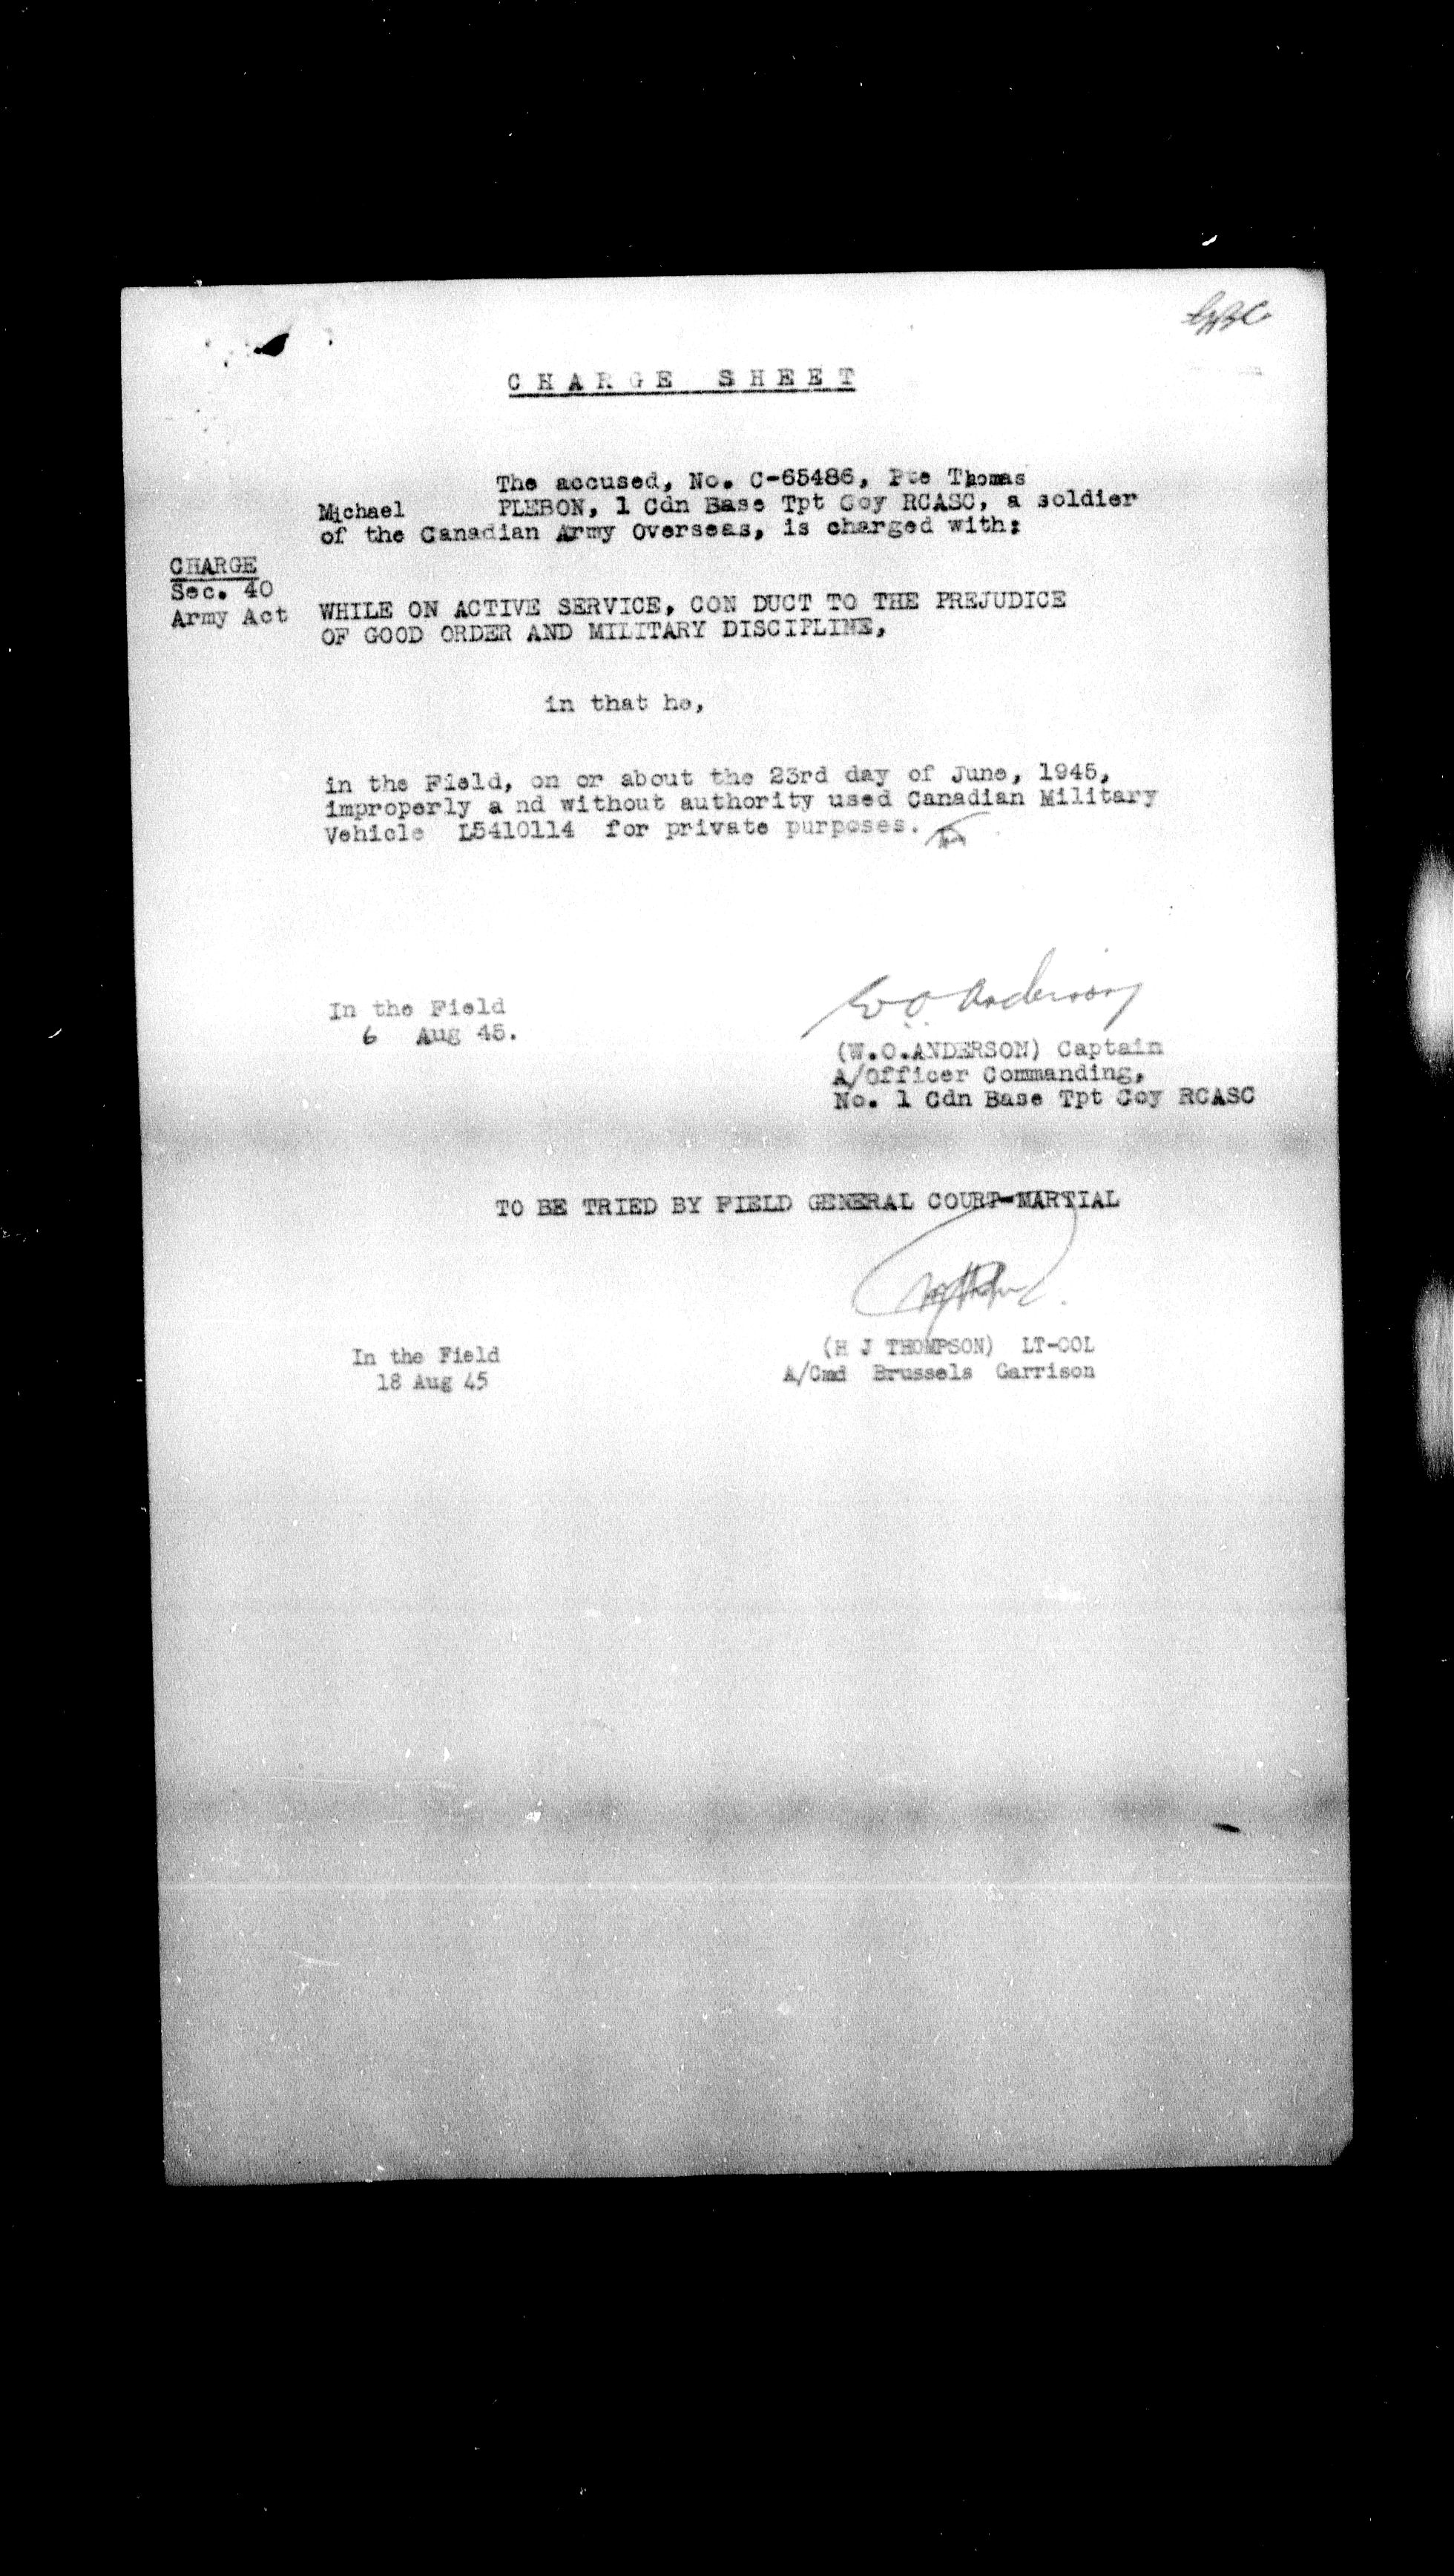 CHARGE SHEET
The accused, No. C-65486, Pte Thomas
Michael PLEBON, 1 Cdn Base Tpt Coy RCASC, a soldier
of the Canadian Army Overseas, is charged with:
CHARGE
Sec. 40
Army Act
WHILE ON ACTIVE SERVICE, CON DUCT TO THE PREJUDICE
OF GOOD ORDER AND MILITARY DISCIPLINE,
in that he,
in the Field, on or about the 23rd day of June, 1945,
improperly a nd without authority used Canadian Military
Vehicle L5410114 for private purposes.
In the Field
6 Aug 45.
W O Anderson
(W.O.ANDERSON) Captain
A/Officer Commanding,
No. 1 Cdn Base Tpt Coy RCASC
TO BE TRIED BY FIELD GENERAL COURT-MARTIAL
In the Field
18 Aug 45
(H J THOMPSON) LT-COL
A/Cmd Brussels Garrison